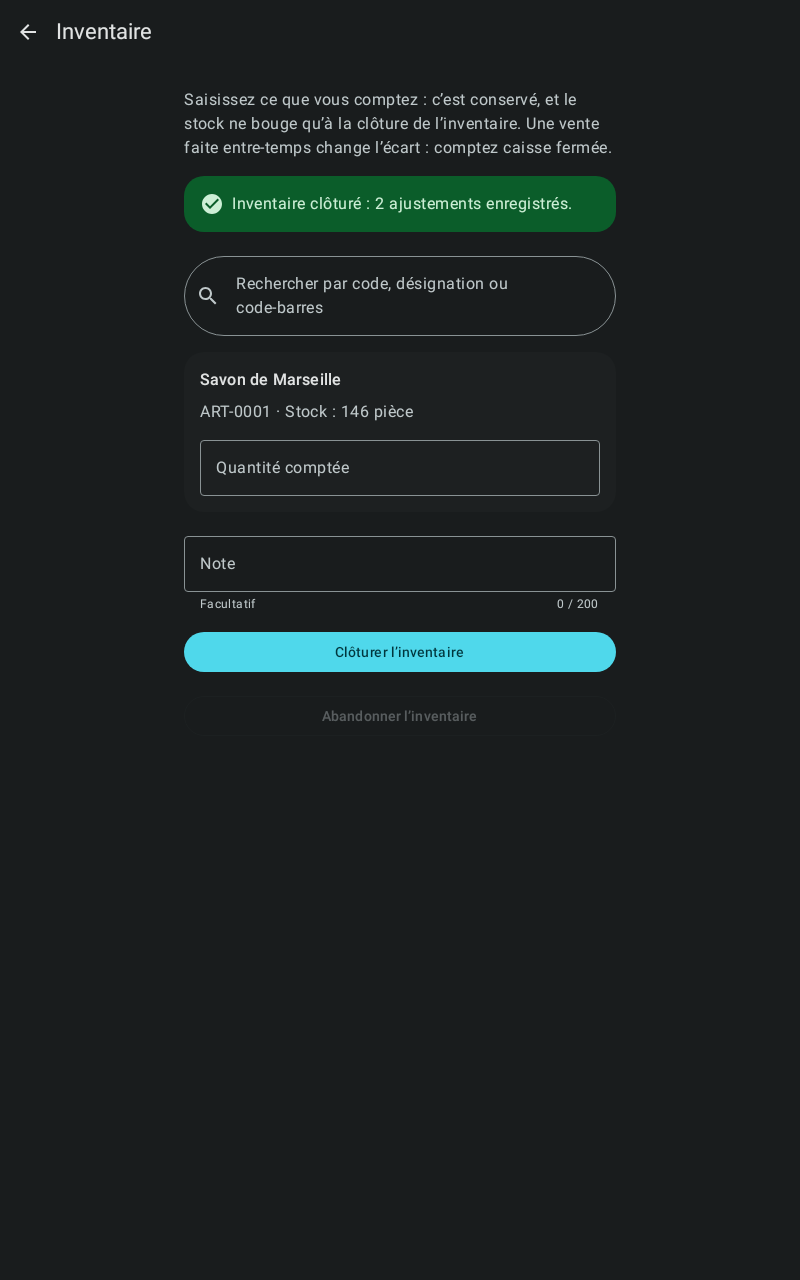 Inventaire
Saisissez ce que vous comptez : c’est conservé, et le
stock ne bouge qu’à la clôture de l’inventaire. Une vente
faite entre-temps change l’écart : comptez caisse fermée.
Inventaire clôturé : 2 ajustements enregistrés.
Rechercher par code, désignation ou
code-barres
Savon de Marseille
ART-0001 · Stock : 146 pièce
Quantité comptée
Note
Facultatif 0 / 200
Clôturer l’inventaire
Abandonner l’inventaire